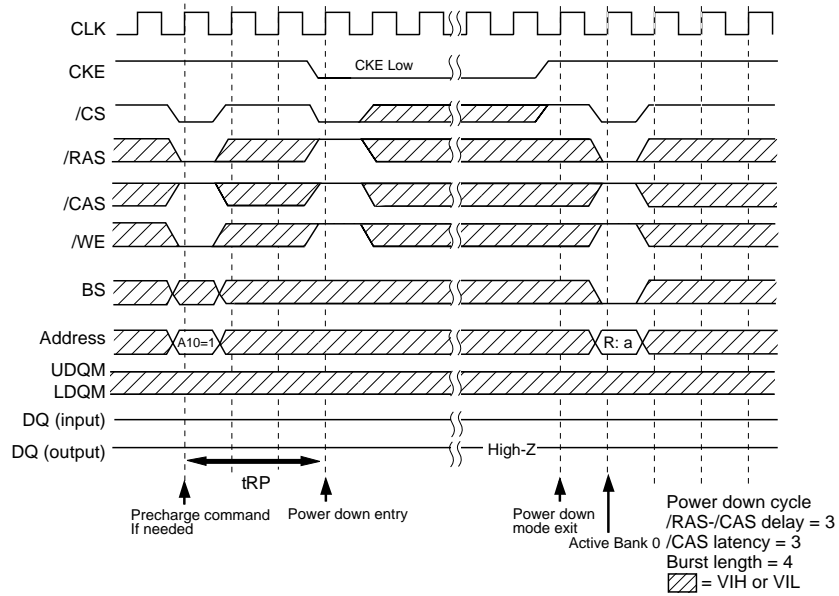 CLK
CKE
CKE Low
/CS
/RAS
/CAS
/WE
BS
Address
A10=1
R: a
UDQM
LDQM
DQ (input)
DQ (output)
High-Z
tRP
Precharge command
If needed
Power down entry
Power down
mode exit
Active Bank 0
Power down cycle
/RAS-/CAS delay = 3
/CAS latency = 3
Burst length = 4
= VIH or VIL